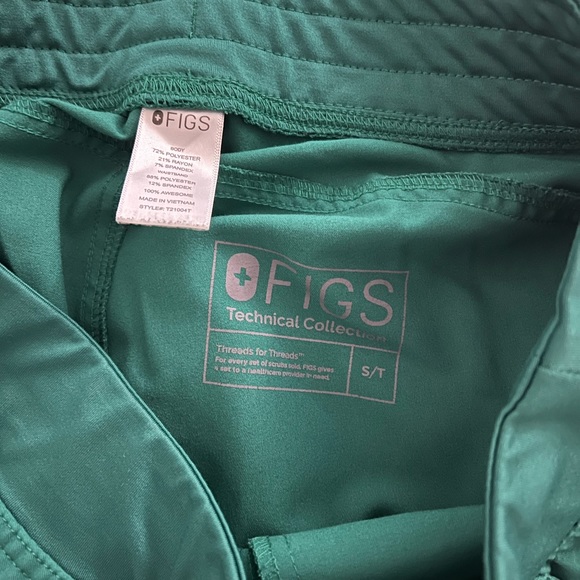 FIGS
BODY
72% POLYESTER
21% RAYON
7% SPANDEX
WAISTBAND
88% POLYESTER
12% SPANDEX
100% AWESOME
MADE IN VIETNAM
STYLE#: T21004T
FIGS
Technical Collection
Threads for Threads™
For every set of scrubs sold, FIGS gives
a set to a healthcare provider in need.
S/T